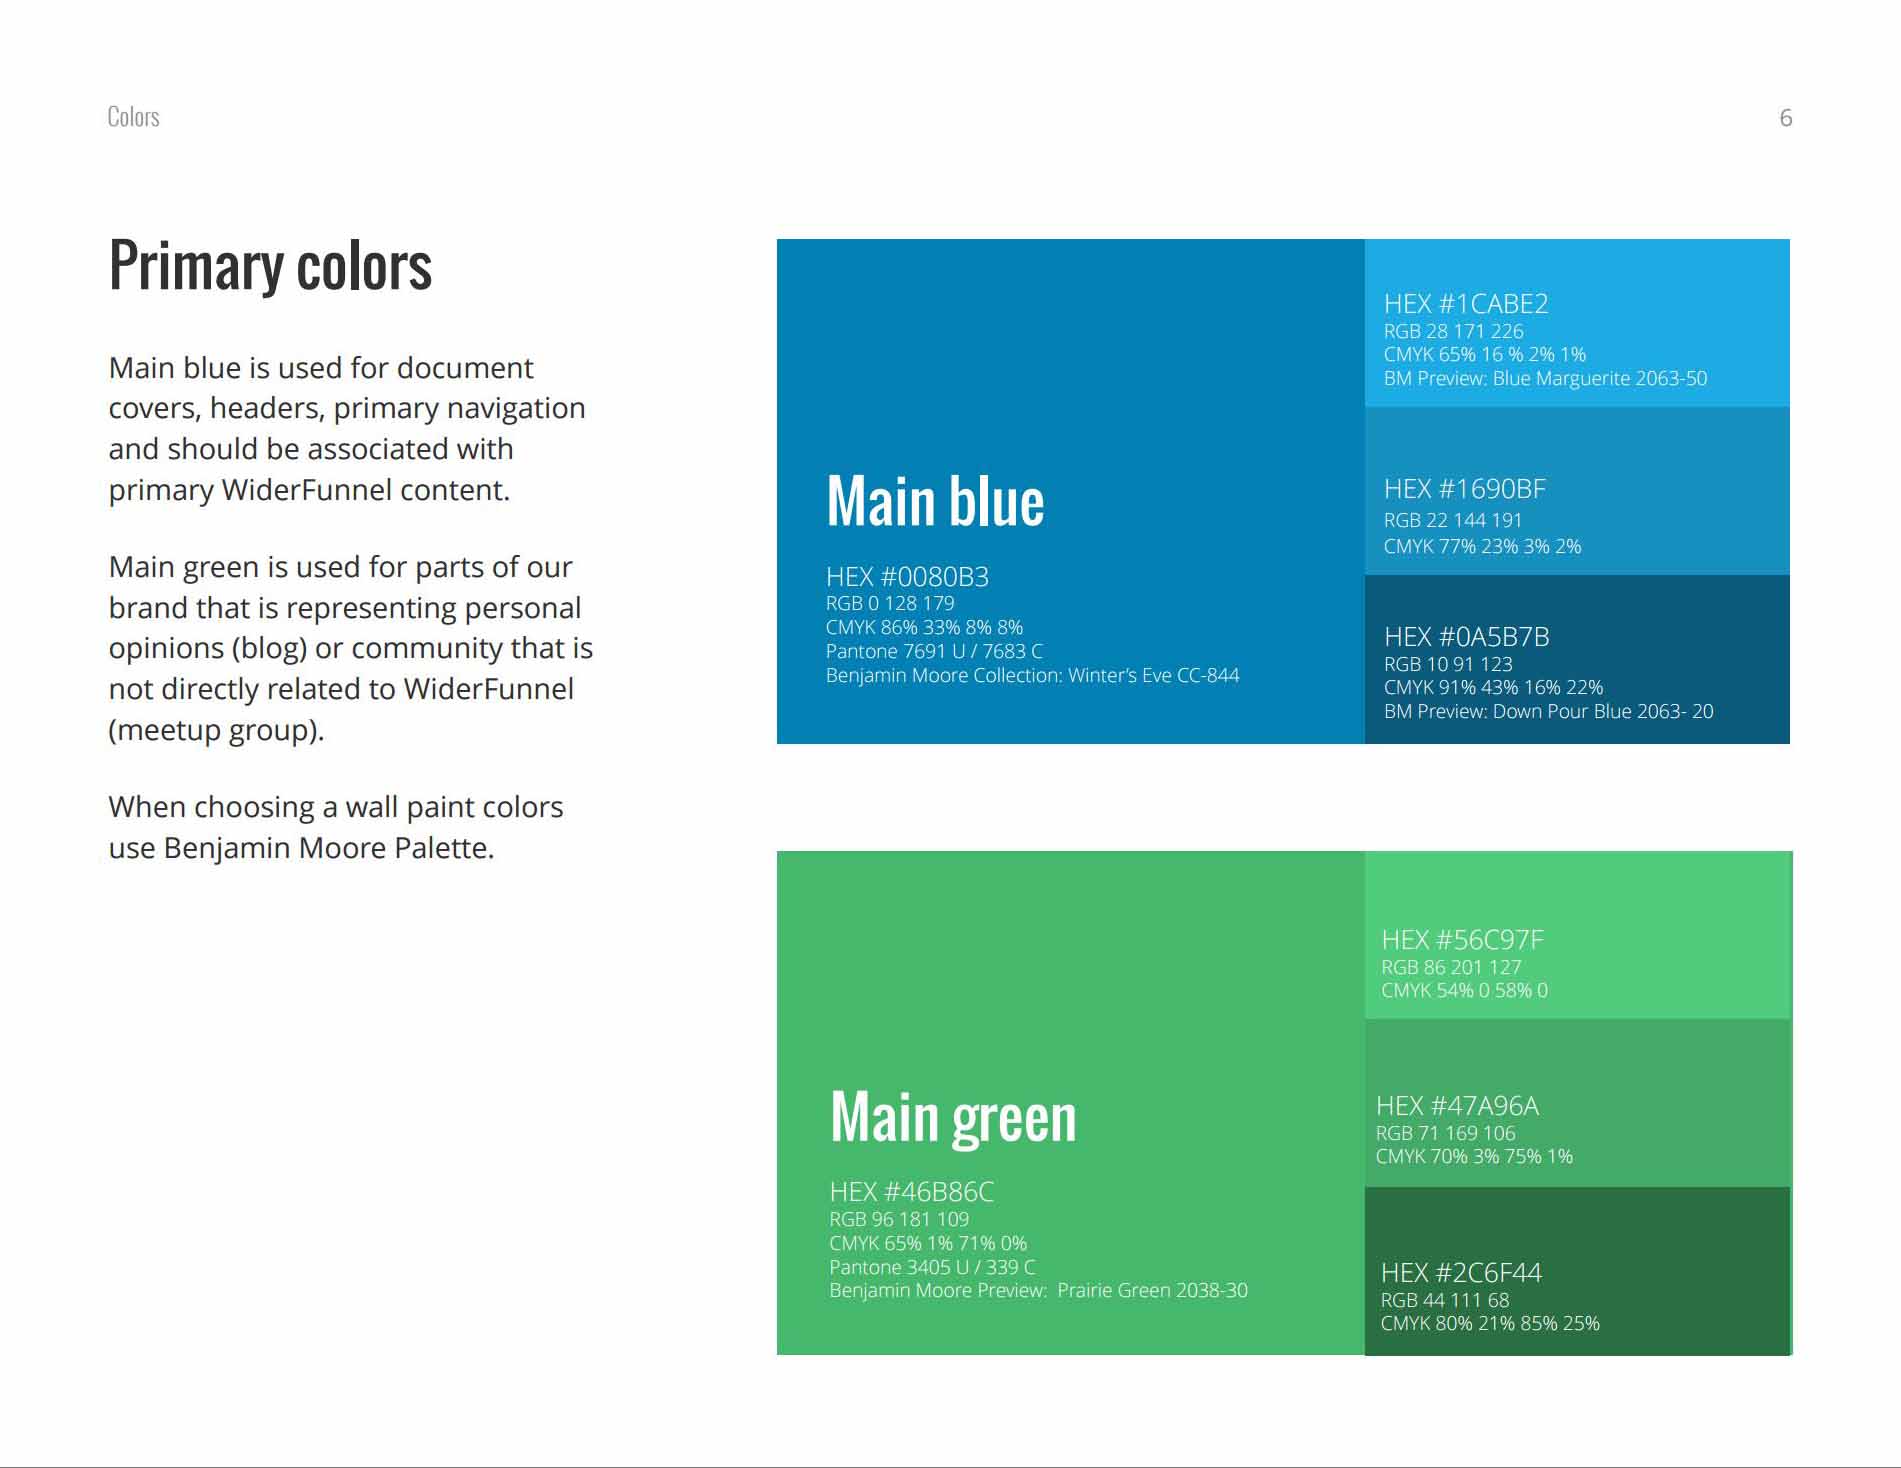 Colors
6
Primary colors
Main blue is used for document
covers, headers, primary navigation
and should be associated with
primary WiderFunnel content.
Main green is used for parts of our
brand that is representing personal
opinions (blog) or community that is
not directly related to WiderFunnel
(meetup group).
When choosing a wall paint colors
use Benjamin Moore Palette.
Main blue
HEX #0080B3
RGB 0 128 179
CMYK 86% 33% 8% 8%
Pantone 7691 U / 7683 C
Benjamin Moore Collection: Winter's Eve CC-844
HEX #1CABE2
RGB 28 171 226
CMYK 65% 16 % 2% 1%
BM Preview: Blue Marguerite 2063-50
HEX #1690BF
RGB 22 144 191
CMYK 77% 23% 3% 2%
HEX #0A5B7B
RGB 10 91 123
CMYK 91% 43% 16% 22%
BM Preview: Down Pour Blue 2063- 20
Main green
HEX #46B86C
RGB 96 181 109
CMYK 65% 1% 71% 0%
Pantone 3405 U / 339 C
Benjamin Moore Preview:  Prairie Green 2038-30
HEX #56C97F
RGB 86 201 127
CMYK 54% 0 58% 0
HEX #47A96A
RGB 71 169 106
CMYK 70% 3% 75% 1%
HEX #2C6F44
RGB 44 111 68
CMYK 80% 21% 85% 25%